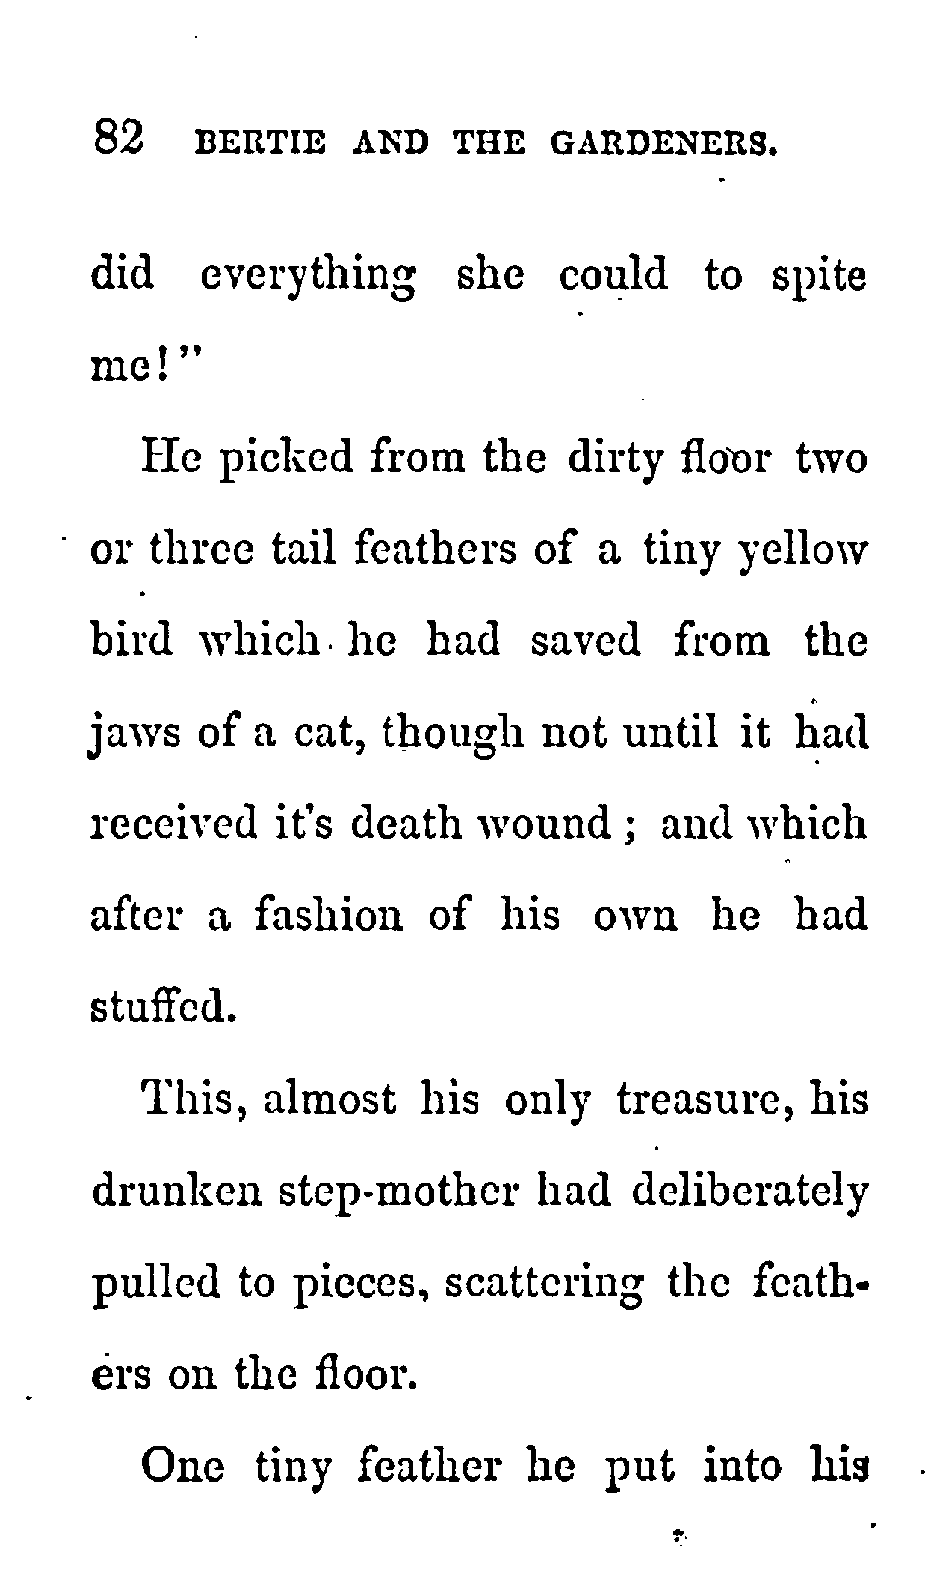 82 BERTIE AND THE GARDENERS.
did everything she could to spite
me!"
He picked from the dirty floor two
or three tail feathers of a tiny yellow
bird which he had saved from the
jaws of a cat, though not until it had
received it's death wound; and which
after a fashion of his own he had
stuffed.
This, almost his only treasure, his
drunken step-mother had deliberately
pulled to pieces, scattering the feath-
ers on the floor.
One tiny feather he put into his